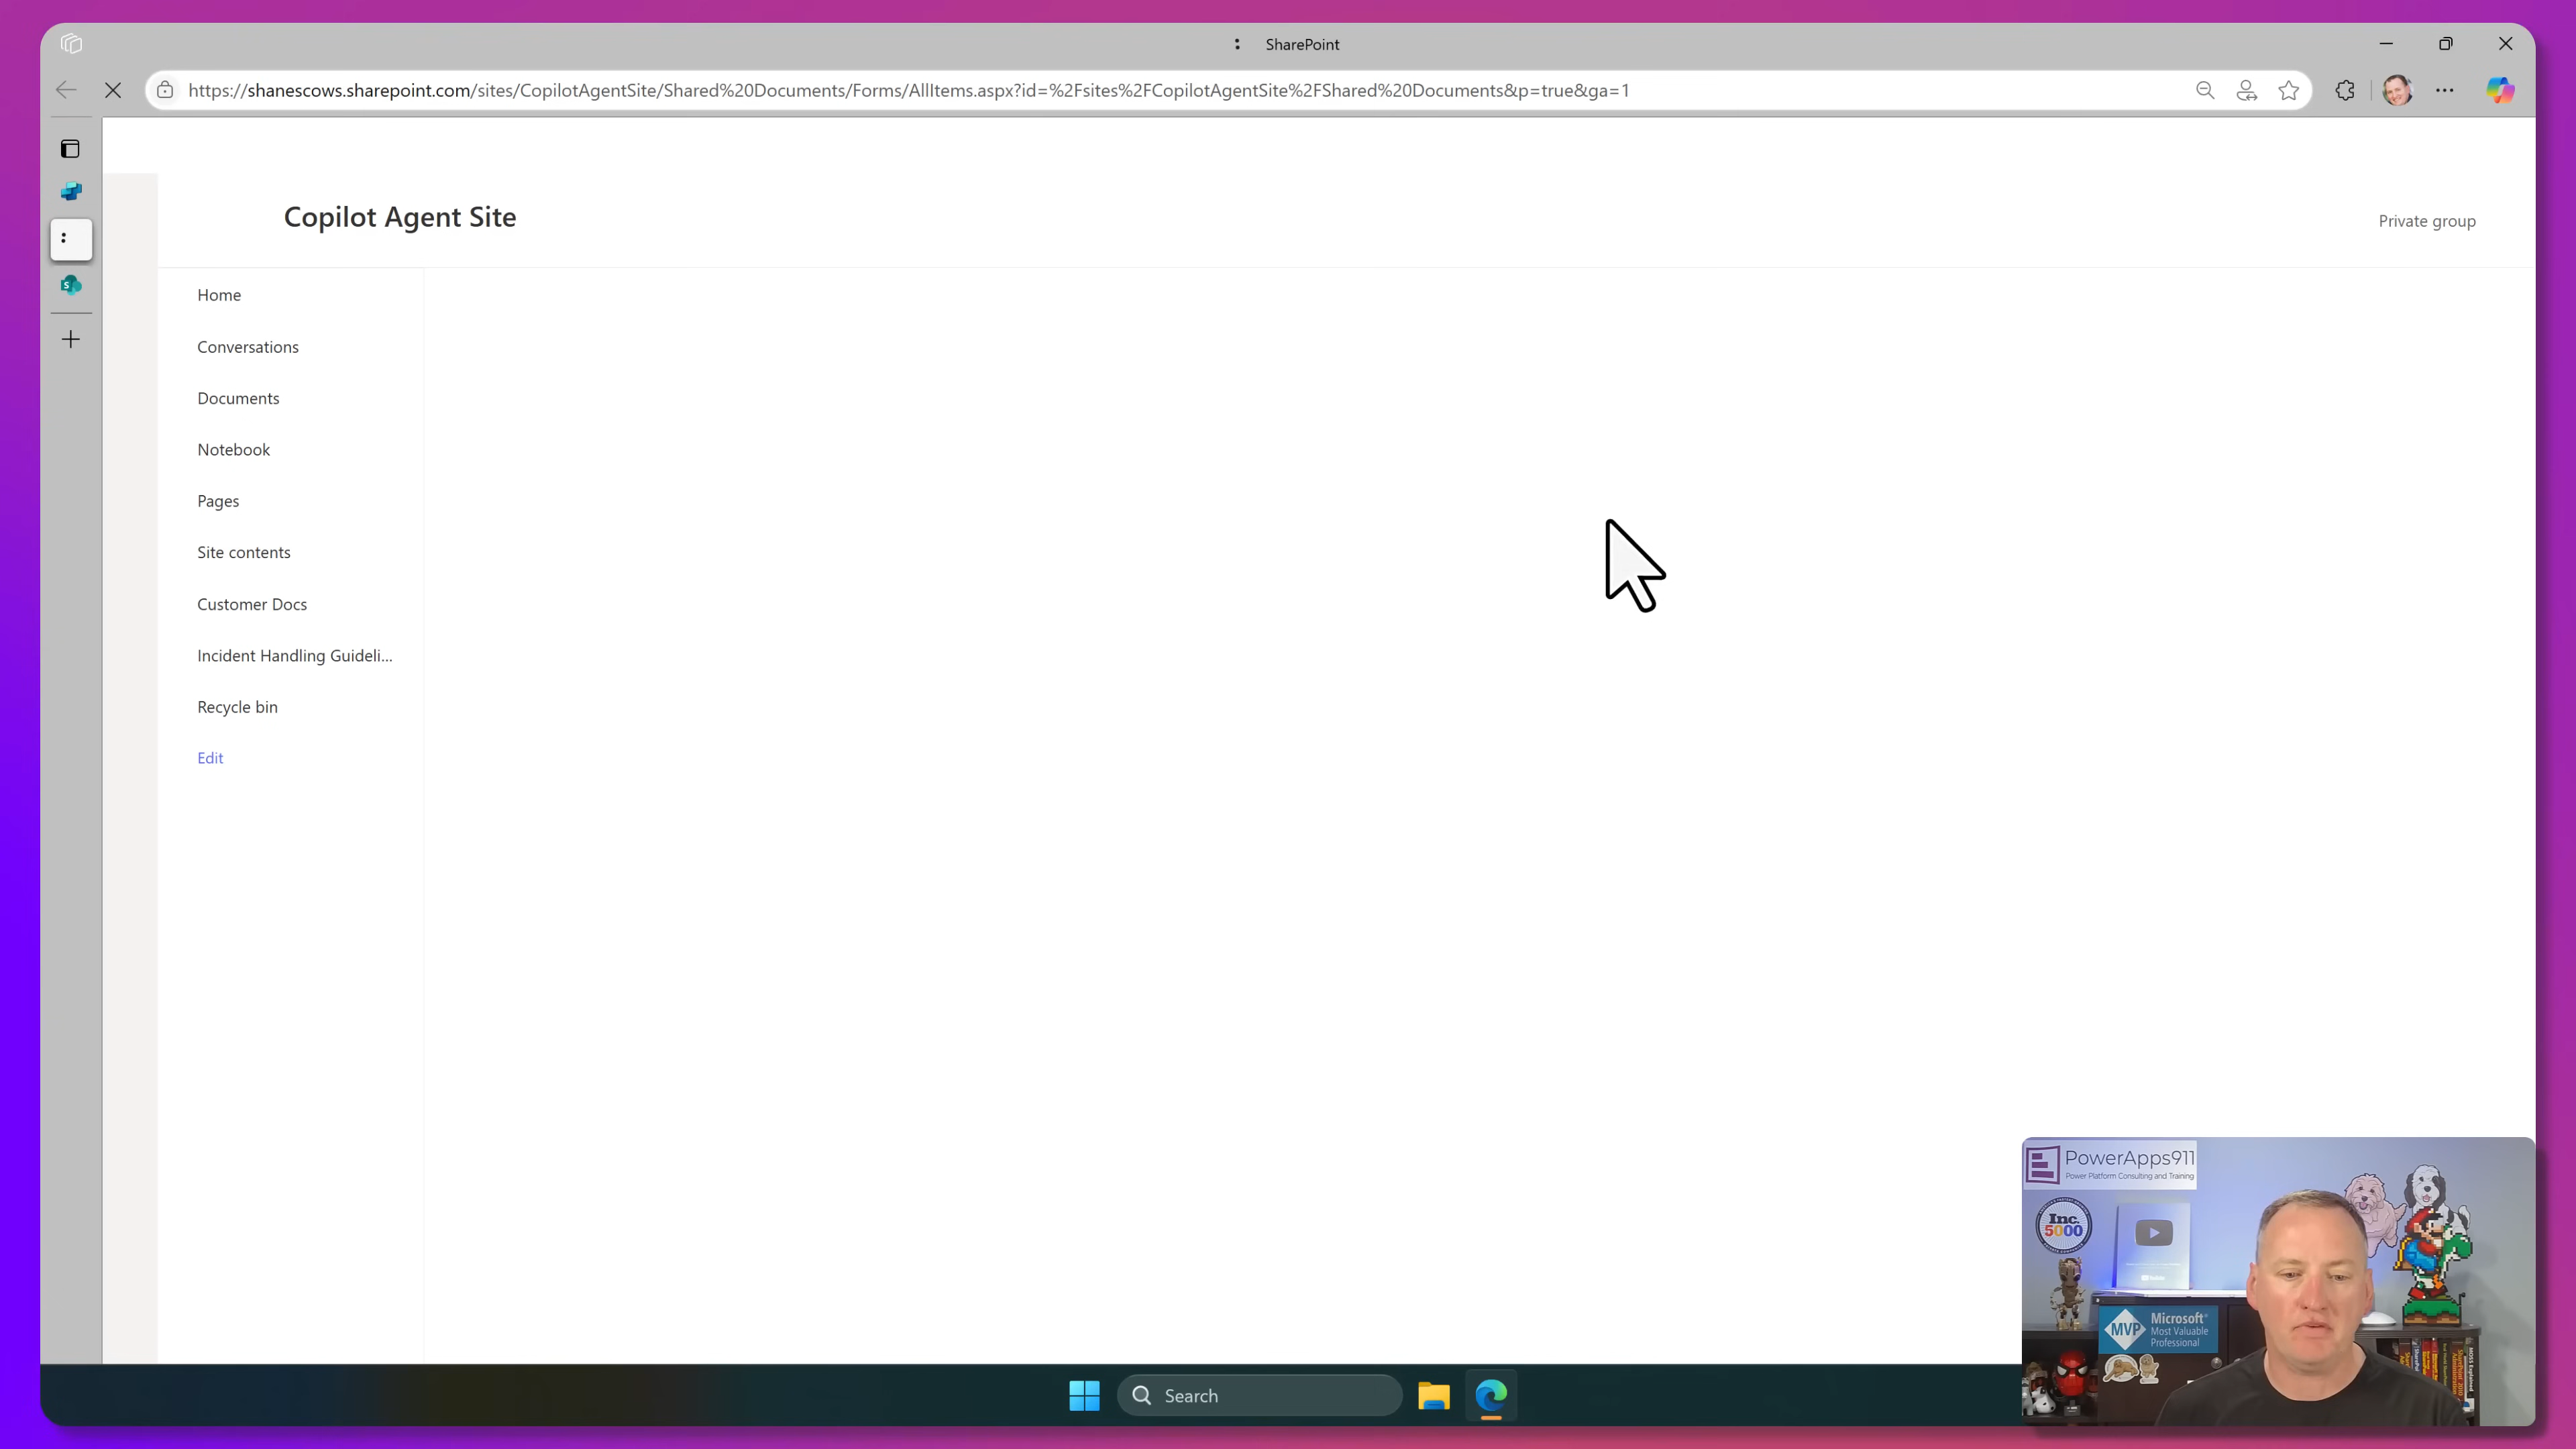 SharePoint
https://shanescows.sharepoint.com/sites/CopilotAgentSite/Shared%20Documents/Forms/AllItems.aspx?id=%2Fsites%2FCopilotAgentSite%2FShared%20Documents&p=true&ga=1
Copilot Agent Site
Private group
Home
Conversations
Documents
Notebook
Pages
Site contents
Customer Docs
Incident Handling Guideli...
Recycle bin
Edit
PowerApps911
Power Platform Consulting and Training
Inc.
5000
MVP
Microsoft
Most Valuable
Professional
Search